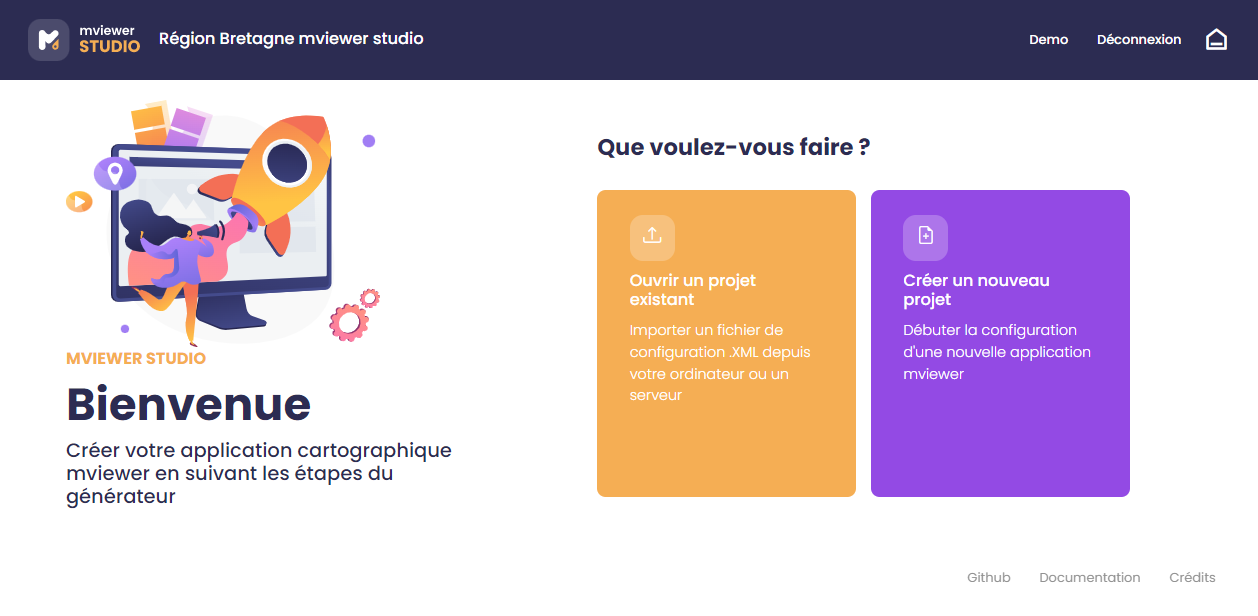 mviewer
STUDIO
Région Bretagne mviewer studio
Demo
Déconnexion
MVIEWER STUDIO
Bienvenue
Créer votre application cartographique
mviewer en suivant les étapes du
générateur
Que voulez-vous faire ?
Ouvrir un projet
existant
Importer un fichier de
configuration .XML depuis
votre ordinateur ou un
serveur
Créer un nouveau
projet
Débuter la configuration
d'une nouvelle application
mviewer
Github
Documentation
Crédits